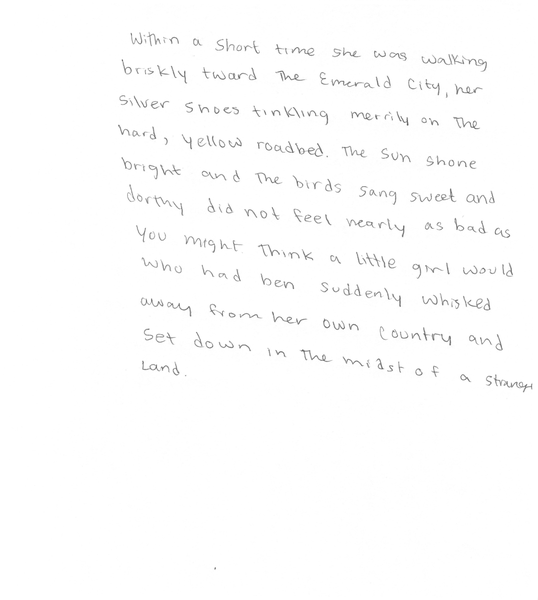 Within a short time she was walking
briskly tward The Emerald City, her
silver shoes tinkling merrily on The
hard, yellow roadbed. The sun shone
bright and The birds sang sweet and
dorthy did not feel nearly as bad as
you might Think a little girl would
who had ben suddenly whisked
away from her own country and
set down in The midst of a strange
Land.